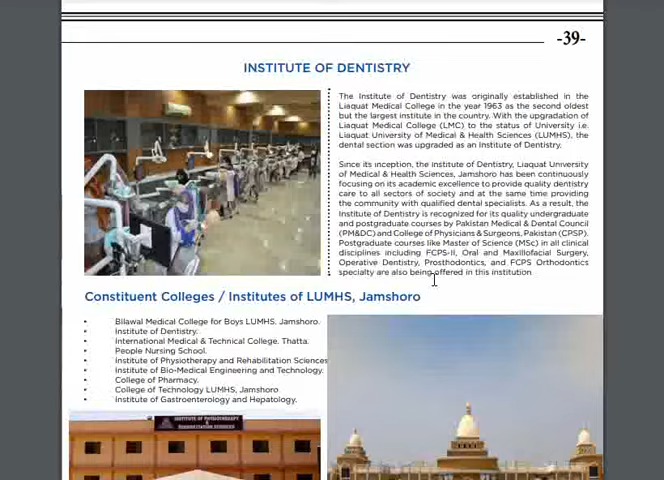 -39-
INSTITUTE OF DENTISTRY
The Institute of Dentistry was originally established in the
Liaquat Medical College in the year 1963 as the second oldest
but the largest institute in the country. With the upgradation of
Liaquat Medical College (LMC) to the status of University i.e.
Liaquat University of Medical & Health Sciences (LUMHS), the
dental section was upgraded as an Institute of Dentistry.
Since its inception, the Institute of Dentistry, Liaquat University
of Medical & Health Sciences, Jamshoro has been continuously
focusing on its academic excellence to provide quality dentistry
care to all sectors of society and at the same time providing
the community with qualified dental specialists. As a result, the
Institute of Dentistry is recognized for its quality undergraduate
and postgraduate courses by Pakistan Medical & Dental Council
(PM&DC) and College of Physicians & Surgeons, Pakistan (CPSP).
Postgraduate courses like Master of Science (MSc) in all clinical
disciplines including FCPS-II, Oral and Maxillofacial Surgery,
Operative Dentistry, Prosthodontics, and FCPS Orthodontics
specialty are also being offered in this institution.
Constituent Colleges / Institutes of LUMHS, Jamshoro
• Bilawal Medical College for Boys LUMHS, Jamshoro.
• Institute of Dentistry.
• International Medical & Technical College, Thatta.
• People Nursing School.
• Institute of Physiotherapy and Rehabilitation Sciences
• Institute of Bio-Medical Engineering and Technology.
• College of Pharmacy.
• College of Technology LUMHS, Jamshoro
• Institute of Gastroenterology and Hepatology.
INSTITUTE OF PHYSIOTHERAPY
REHABILITATION SCIENCES